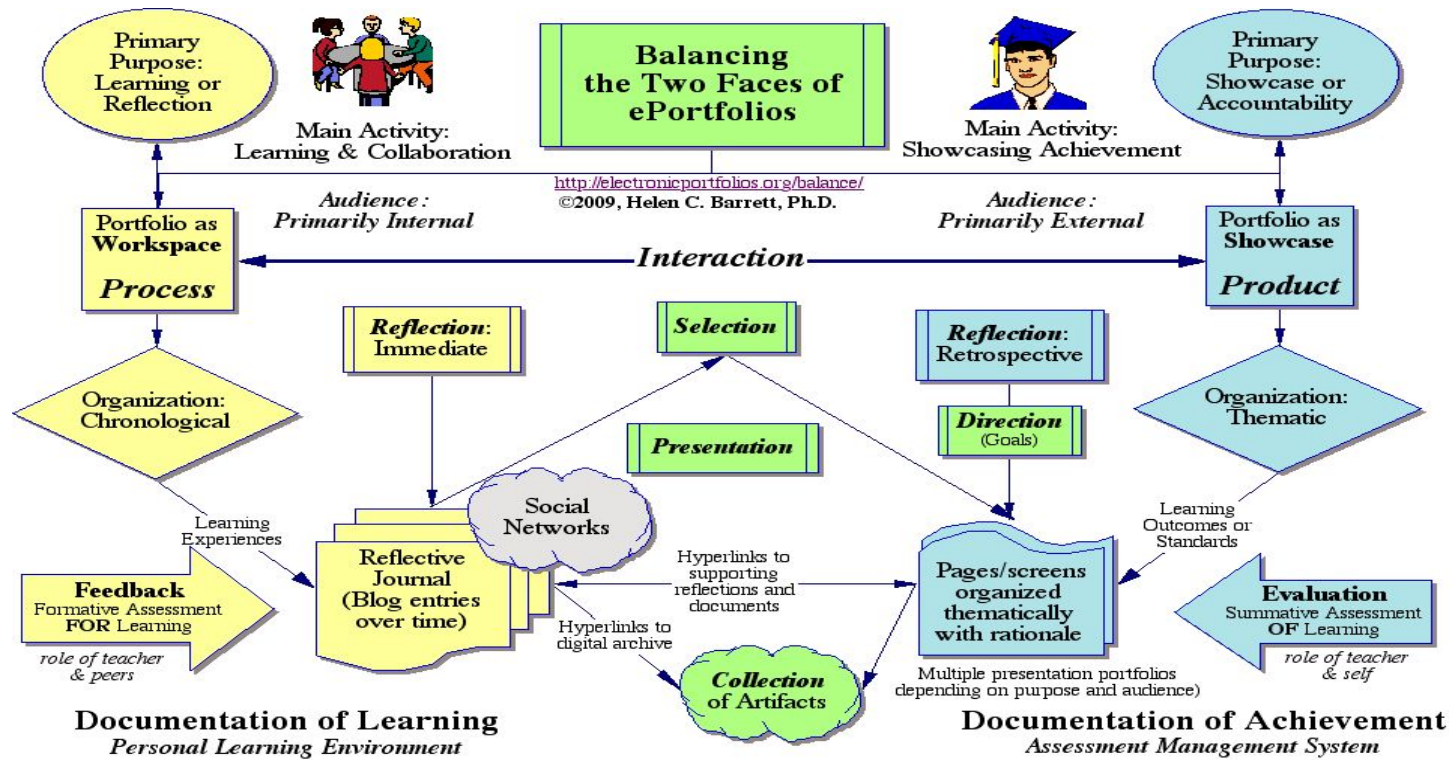 Primary
Purpose:
Learning or
Reflection
Main Activity:
Learning & Collaboration
Balancing
the Two Faces of
ePortfolios
Main Activity:
Showcasing Achievement
Primary
Purpose:
Showcase or
Accountability
http://electronicportfolios.org/balance/
©2009, Helen C. Barrett, Ph.D.
Audience:
Primarily Internal
Audience:
Primarily External
Portfolio as
Workspace
Process
Interaction
Portfolio as
Showcase
Product
Reflection:
Immediate
Selection
Reflection:
Retrospective
Organization:
Chronological
Presentation
Direction
(Goals)
Organization:
Thematic
Learning
Experiences
Social
Networks
Learning
Outcomes or
Standards
Feedback
Formative Assessment
FOR Learning
role of teacher
& peers
Reflective
Journal
(Blog entries
over time)
Hyperlinks to
supporting
reflections and
documents
Hyperlinks to
digital archive
Collection
of Artifacts
Pages/screens
organized
thematically
with rationale
Multiple presentation portfolios
depending on purpose and audience)
Evaluation
Summative Assessment
OF Learning
role of teacher
& self
Documentation of Learning
Personal Learning Environment
Documentation of Achievement
Assessment Management System